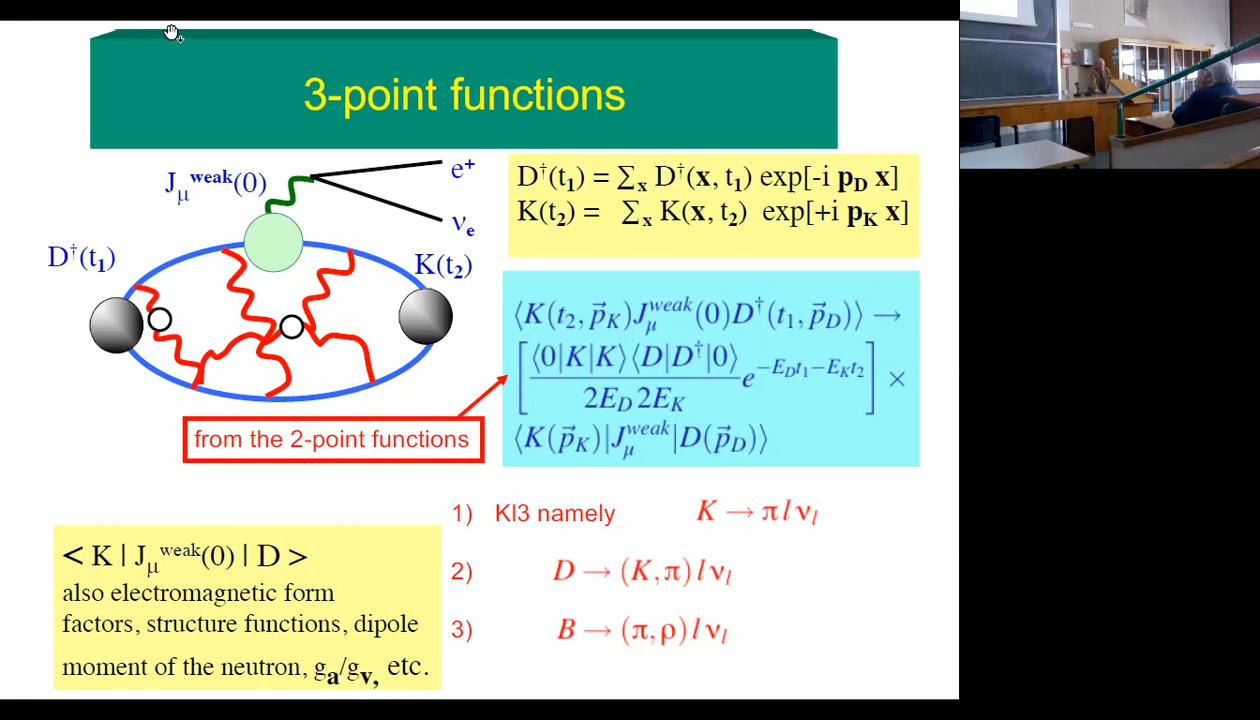 3-point functions
Jμ^weak(0)
e⁺
νₑ
D†(t₁)
K(t₂)
D†(t₁) = ∑ₓ D†(x, t₁) exp[-i p_D x]
K(t₂) = ∑ₓ K(x, t₂) exp[+i p_K x]
⟨K(t₂, p⃗_K)J_μ^weak(0)D†(t₁, p⃗_D)⟩ →
[⟨0|K|K⟩⟨D|D†|0⟩ / 2E_D 2E_K e^{−E_D t₁−E_K t₂}] ×
⟨K(p⃗_K)|J_μ^weak|D(p⃗_D)⟩
from the 2-point functions
1) Kl3 namely K → π l ν_l
2) D → (K, π) l ν_l
3) B → (π, ρ) l ν_l
< K | J_μ^weak(0) | D >
also electromagnetic form
factors, structure functions, dipole
moment of the neutron, g_a/g_v, etc.